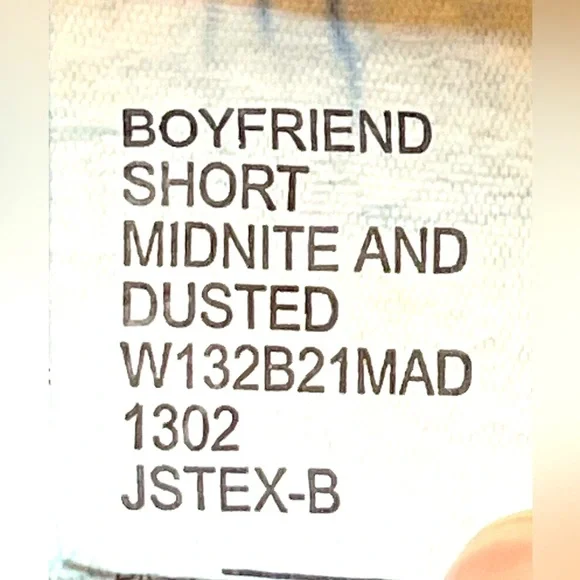 BOYFRIEND
SHORT
MIDNITE AND
DUSTED
W132B21MAD
1302
JSTEX-B